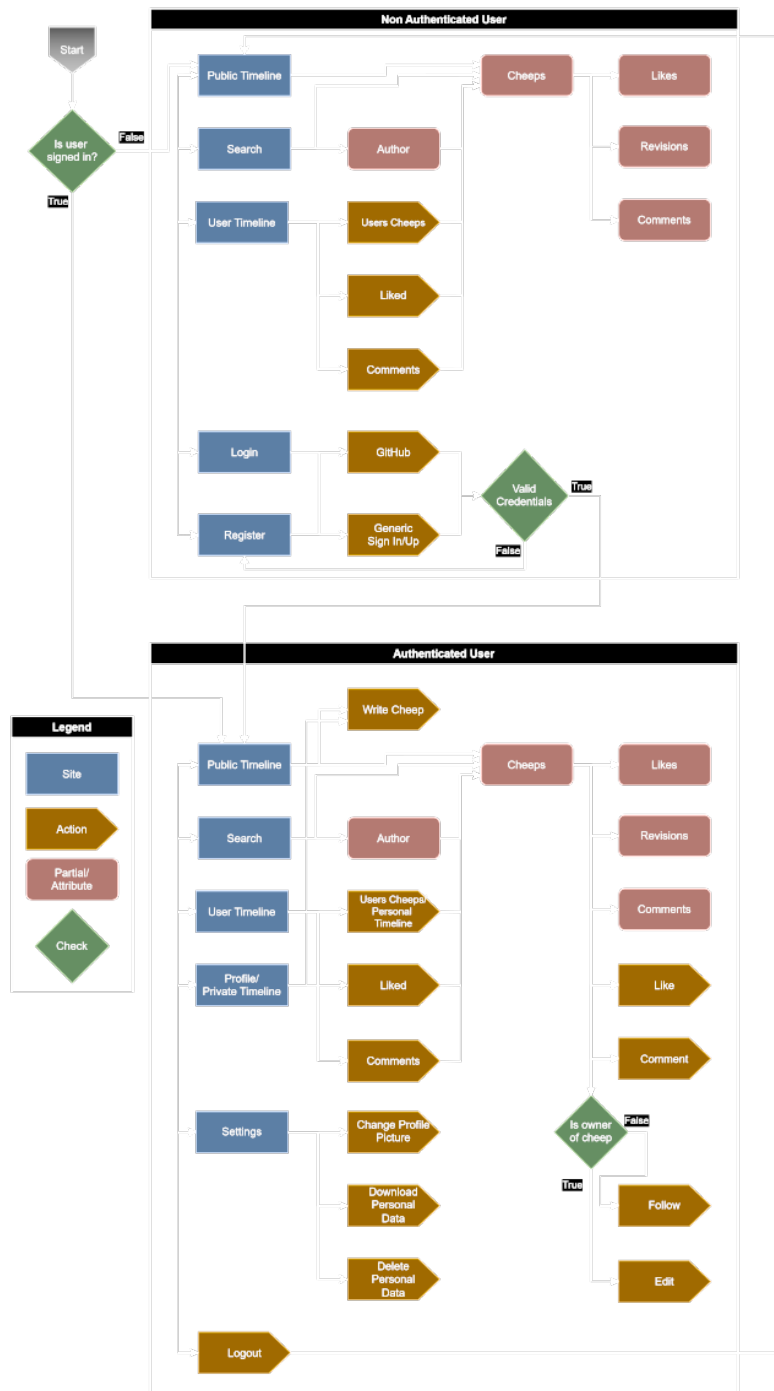 Non Authenticated User
Start
Public Timeline
Cheeps
Likes
False
Is user
signed in?
Search
Author
Revisions
True
User Timeline
Users Cheeps
Comments
Liked
Comments
Login
GitHub
Valid
Credentials
True
Register
Generic
Sign In/Up
False
Authenticated User
Write Cheep
Legend
Site
Action
Partial/
Attribute
Check
Public Timeline
Cheeps
Likes
Search
Author
Revisions
User Timeline
Users Cheeps/
Personal
Timeline
Comments
Profile/
Private Timeline
Liked
Like
Comments
Comment
Settings
Change Profile
Picture
Is owner
of cheep
False
True
Download
Personal
Data
Follow
Delete
Personal
Data
Edit
Logout